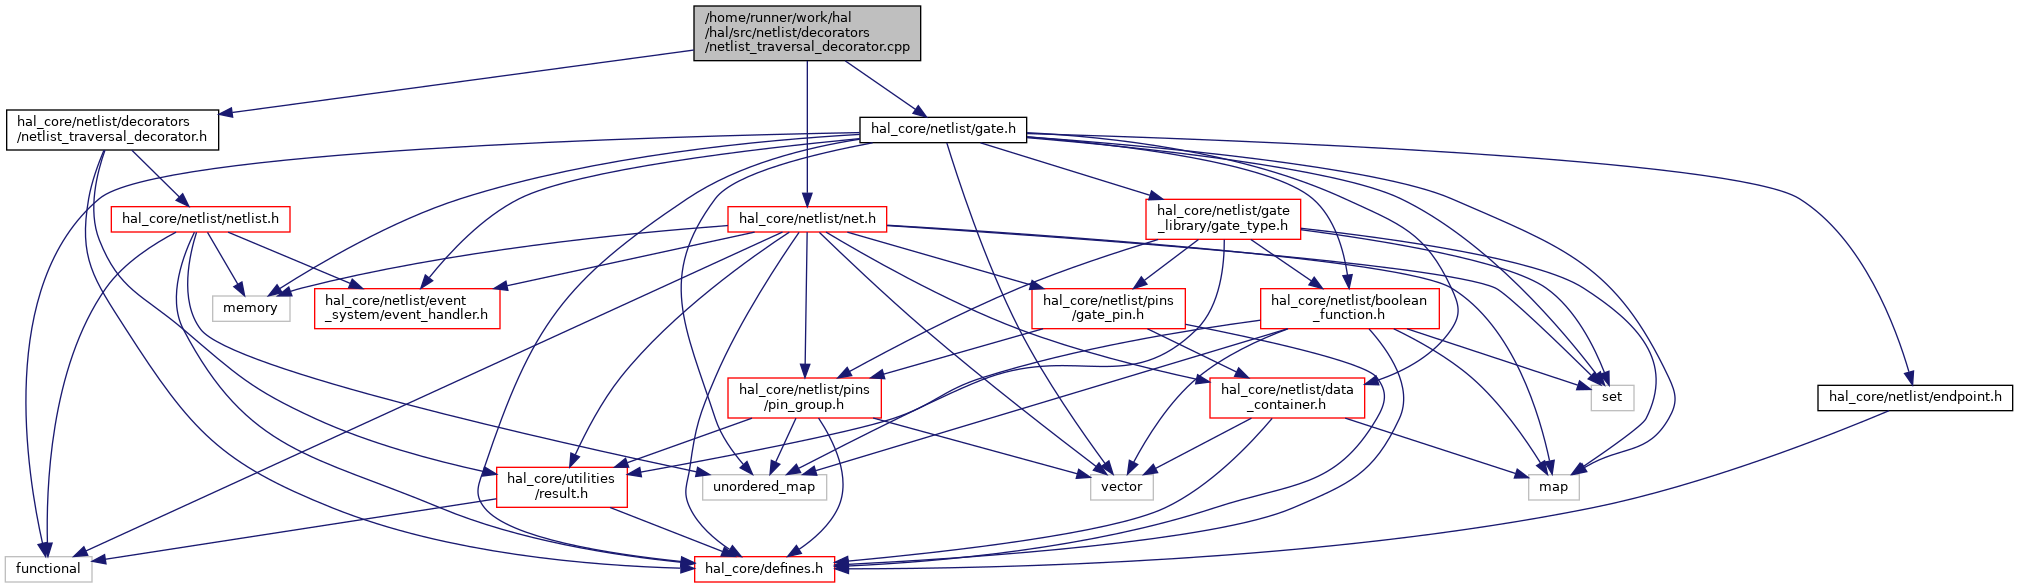 /home/runner/work/hal
/hal/src/netlist/decorators
/netlist_traversal_decorator.cpp
hal_core/netlist/decorators
/netlist_traversal_decorator.h
hal_core/netlist/gate.h
hal_core/netlist/netlist.h
hal_core/netlist/net.h
hal_core/netlist/gate
_library/gate_type.h
memory
hal_core/netlist/event
_system/event_handler.h
hal_core/netlist/pins
/gate_pin.h
hal_core/netlist/boolean
_function.h
hal_core/netlist/pins
/pin_group.h
hal_core/netlist/data
_container.h
set
hal_core/netlist/endpoint.h
hal_core/utilities
/result.h
unordered_map
vector
map
functional
hal_core/defines.h